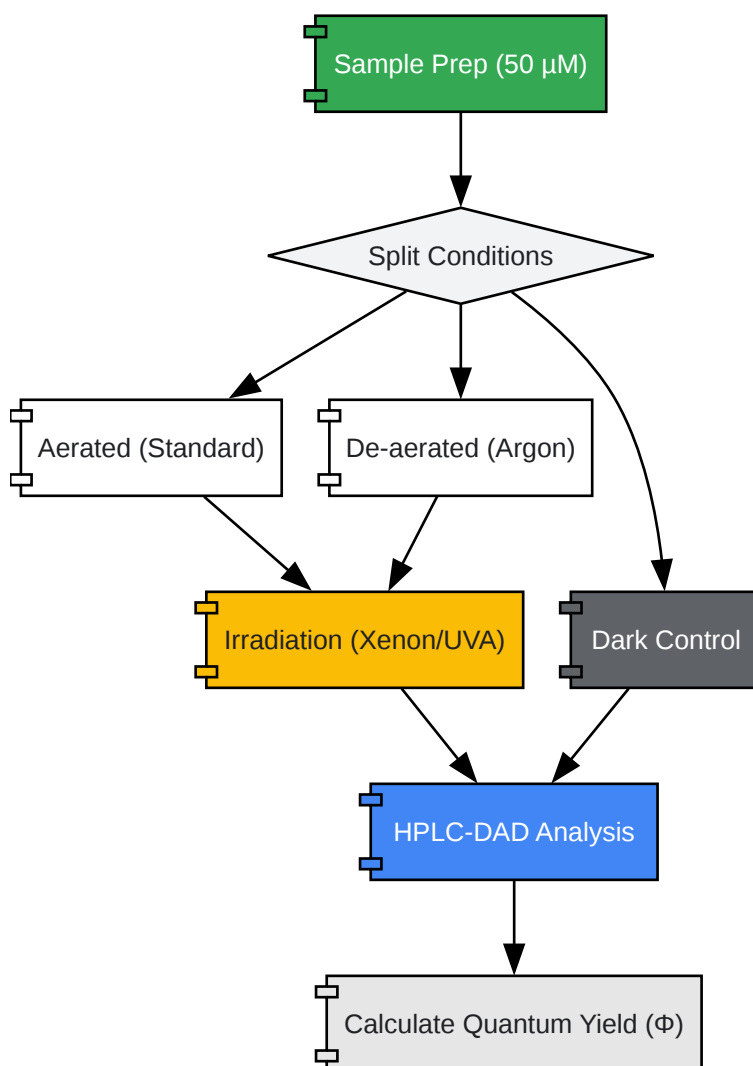 Sample Prep (50 µM)
Split Conditions
Aerated (Standard)
De-aerated (Argon)
Irradiation (Xenon/UVA)
Dark Control
HPLC-DAD Analysis
Calculate Quantum Yield (Φ)